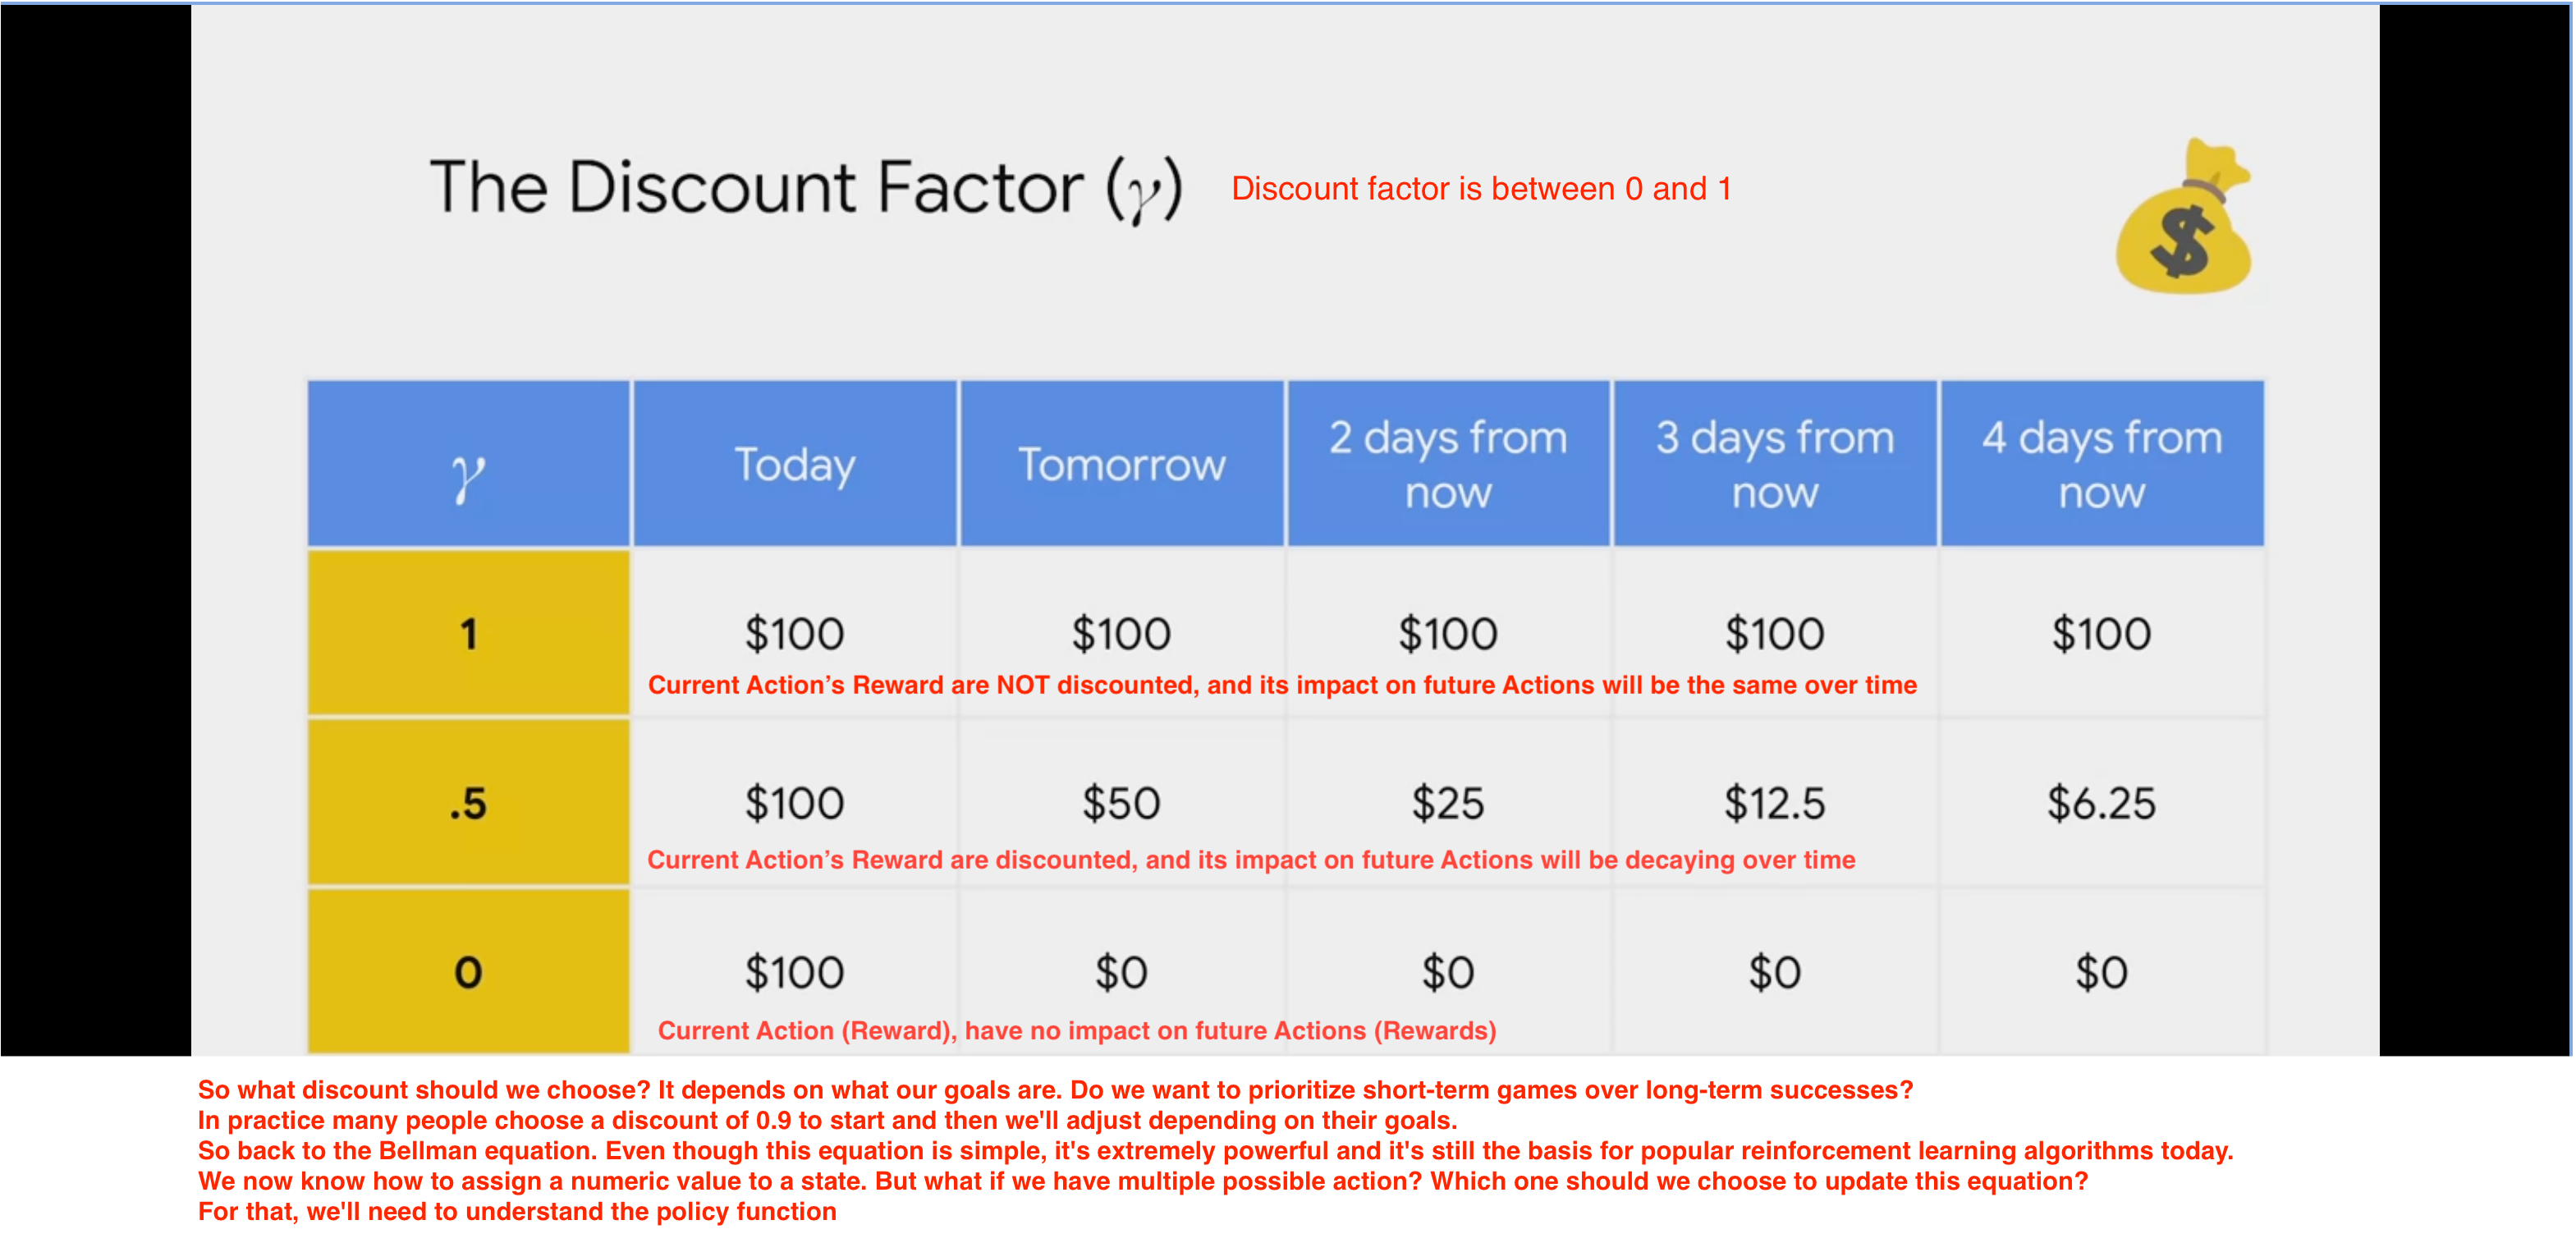 The Discount Factor (γ) Discount factor is between 0 and 1
$
γ Today Tomorrow 2 days from now 3 days from now 4 days from now
1 $100 $100 $100 $100 $100
Current Action’s Reward are NOT discounted, and its impact on future Actions will be the same over time
.5 $100 $50 $25 $12.5 $6.25
Current Action’s Reward are discounted, and its impact on future Actions will be decaying over time
0 $100 $0 $0 $0 $0
Current Action (Reward), have no impact on future Actions (Rewards)
So what discount should we choose? It depends on what our goals are. Do we want to prioritize short-term games over long-term successes?
In practice many people choose a discount of 0.9 to start and then we'll adjust depending on their goals.
So back to the Bellman equation. Even though this equation is simple, it's extremely powerful and it's still the basis for popular reinforcement learning algorithms today.
We now know how to assign a numeric value to a state. But what if we have multiple possible action? Which one should we choose to update this equation?
For that, we'll need to understand the policy function